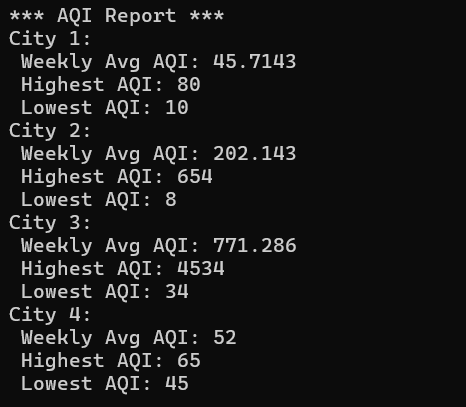 *** AQI Report ***
City 1:
 Weekly Avg AQI: 45.7143
 Highest AQI: 80
 Lowest AQI: 10
City 2:
 Weekly Avg AQI: 202.143
 Highest AQI: 654
 Lowest AQI: 8
City 3:
 Weekly Avg AQI: 771.286
 Highest AQI: 4534
 Lowest AQI: 34
City 4:
 Weekly Avg AQI: 52
 Highest AQI: 65
 Lowest AQI: 45